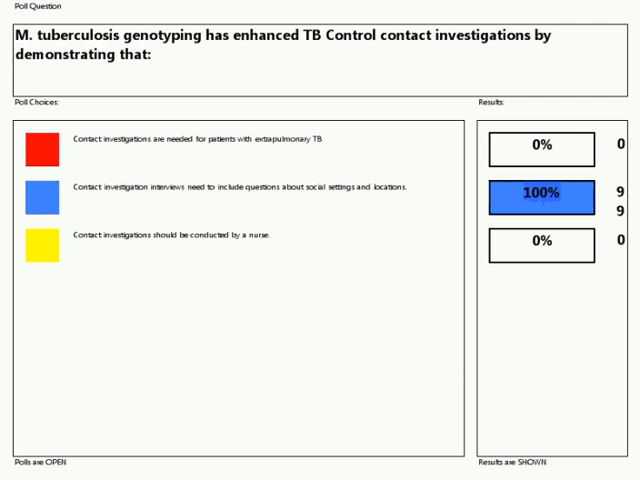 Poll Question
M. tuberculosis genotyping has enhanced TB Control contact investigations by
demonstrating that:
Poll Choices:
Results:
Contact investigations are needed for patients with extrapulmonary TB
0%
0
Contact investigation interviews need to include questions about social settings and locations.
100%
9
9
Contact investigations should be conducted by a nurse.
0%
0
Polls are OPEN
Results are SHOWN